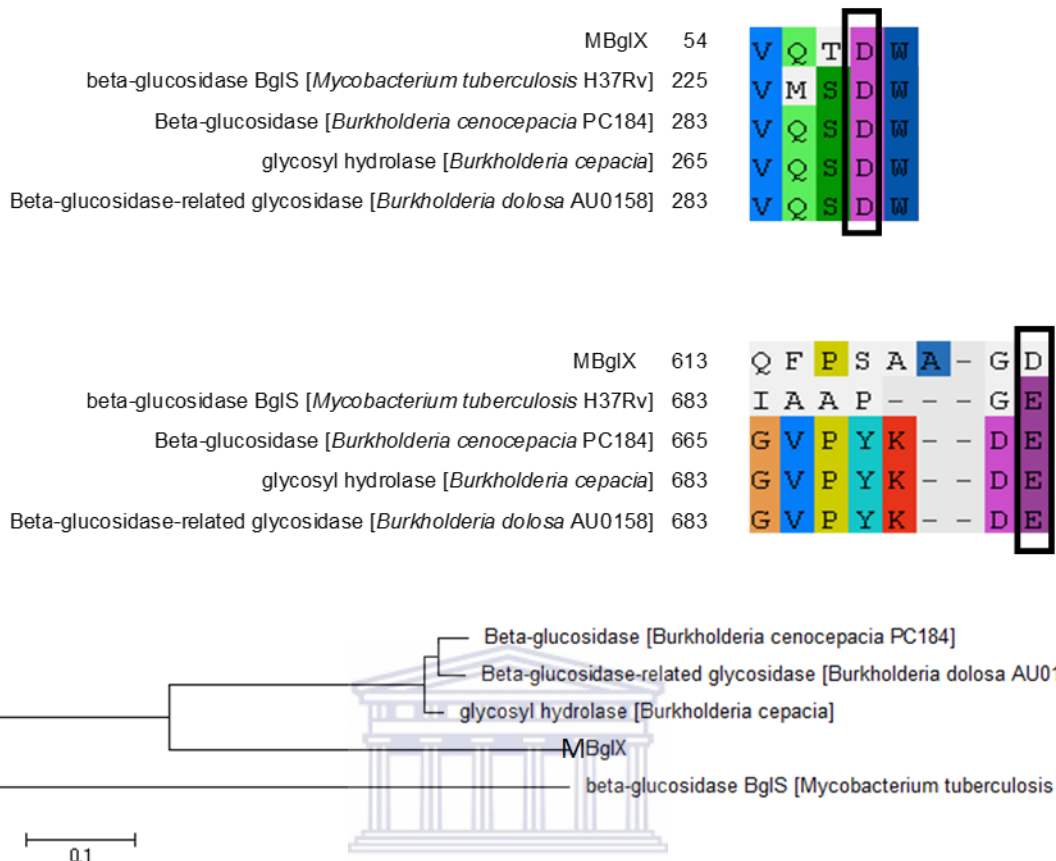 MBglX 54 V Q T D W
beta-glucosidase BglS [Mycobacterium tuberculosis H37Rv] 225 V M S D W
Beta-glucosidase [Burkholderia cenocepacia PC184] 283 V Q S D W
glycosyl hydrolase [Burkholderia cepacia] 265 V Q S D W
Beta-glucosidase-related glycosidase [Burkholderia dolosa AU0158] 283 V Q S D W
MBglX 613 Q F P S A A - G D
beta-glucosidase BglS [Mycobacterium tuberculosis H37Rv] 683 I A A P - - - G E
Beta-glucosidase [Burkholderia cenocepacia PC184] 665 G V P Y K - - D E
glycosyl hydrolase [Burkholderia cepacia] 683 G V P Y K - - D E
Beta-glucosidase-related glycosidase [Burkholderia dolosa AU0158] 683 G V P Y K - - D E
Beta-glucosidase [Burkholderia cenocepacia PC184]
Beta-glucosidase-related glycosidase [Burkholderia dolosa AU01
glycosyl hydrolase [Burkholderia cepacia]
MBglX
beta-glucosidase BglS [Mycobacterium tuberculosis
0.1